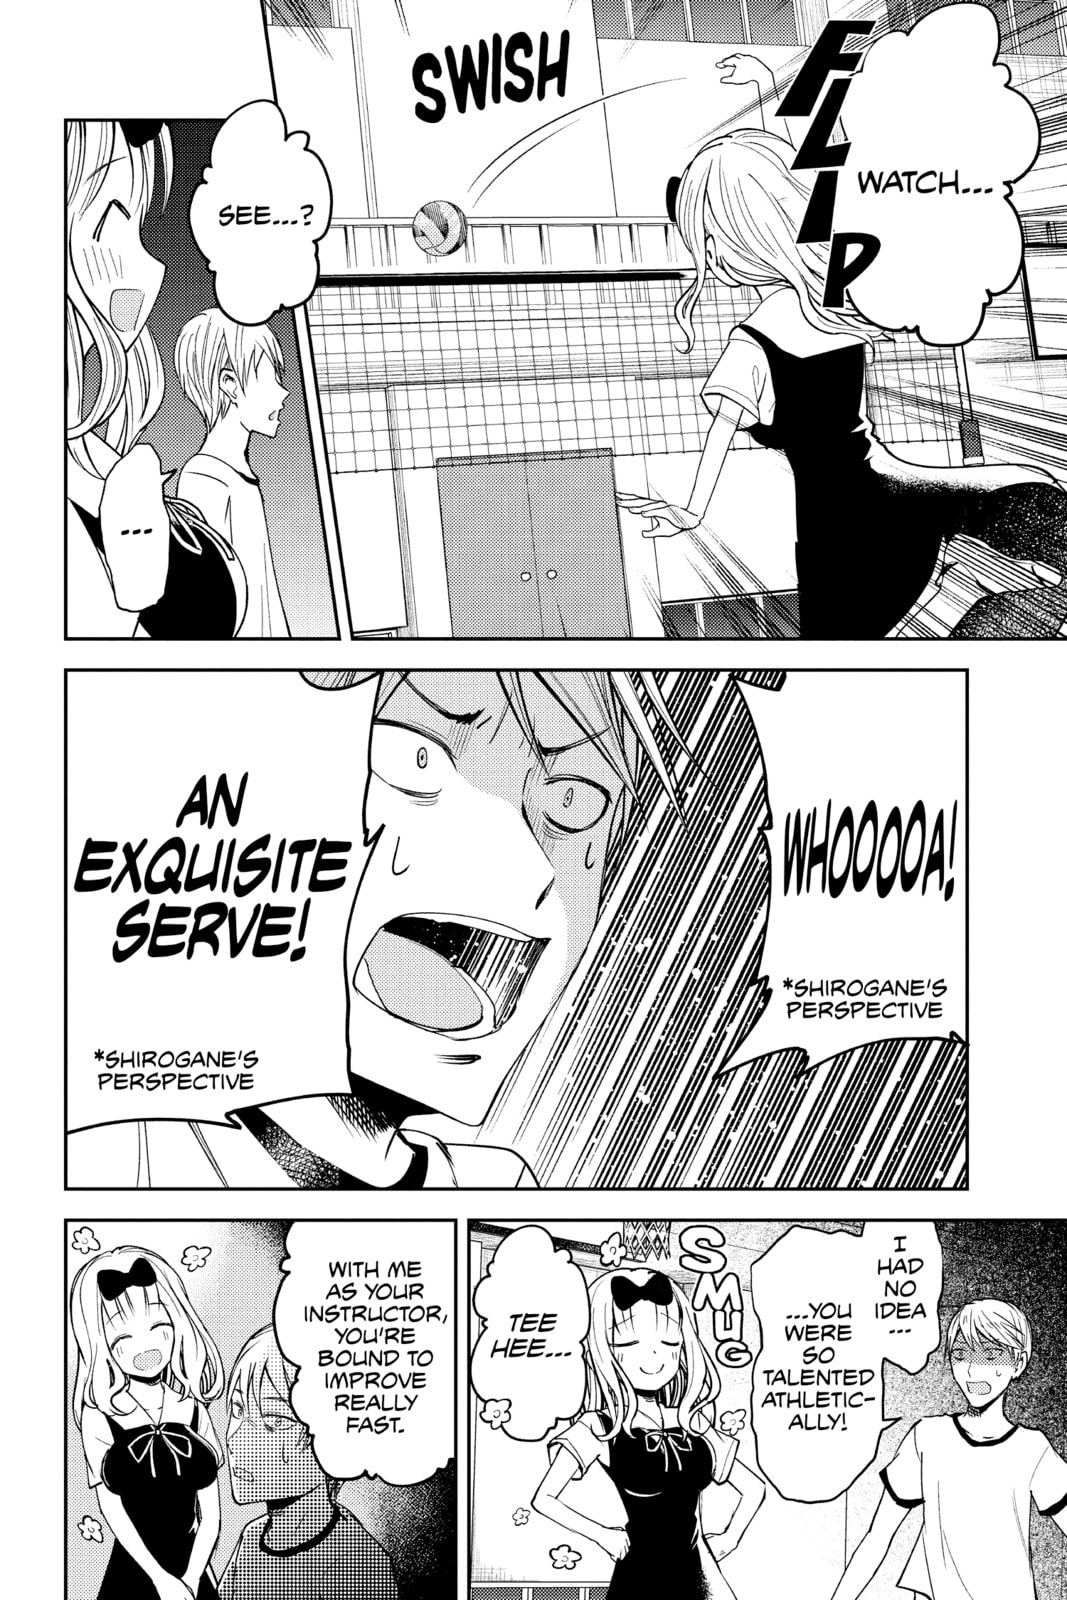 WATCH...
FLIP
SWISH
SEE...?
...
WHOOOOA!
*SHIROGANE'S
PERSPECTIVE
AN
EXQUISITE
SERVE!
*SHIROGANE'S
PERSPECTIVE
I
HAD
NO
IDEA
...
...YOU
WERE
SO
TALENTED
ATHLETIC-
ALLY!
SMUG
TEE
HEE...
WITH ME
AS YOUR
INSTRUCTOR,
YOU'RE
BOUND TO
IMPROVE
REALLY
FAST.